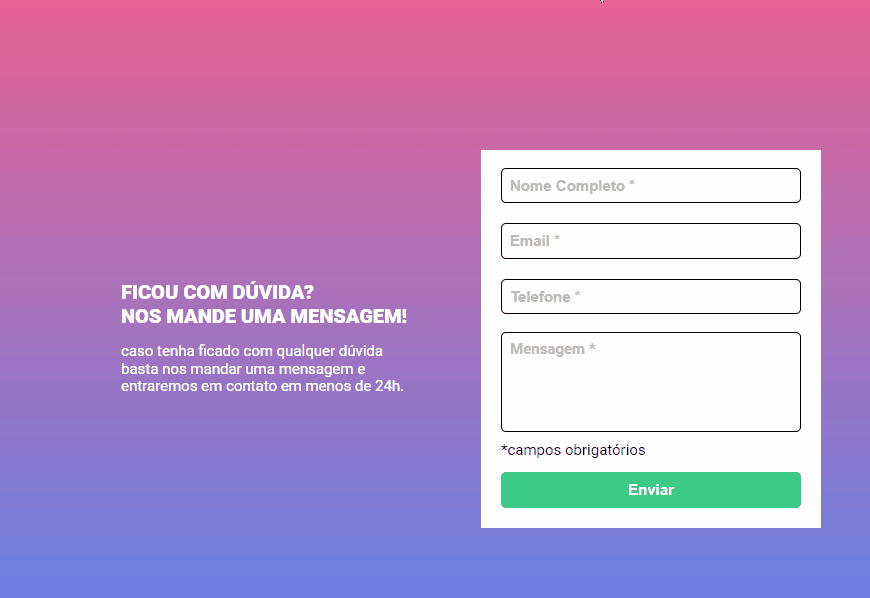 FICOU COM DÚVIDA?
NOS MANDE UMA MENSAGEM!
caso tenha ficado com qualquer dúvida
basta nos mandar uma mensagem e
entraremos em contato em menos de 24h.
Nome Completo *
Email *
Telefone *
Mensagem *
*campos obrigatórios
Enviar